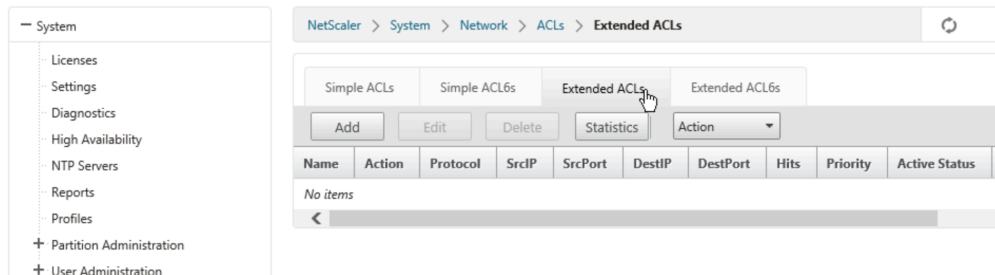 System
Licenses
Settings
Diagnostics
High Availability
NTP Servers
Reports
Profiles
Partition Administration
User Administration
NetScaler > System > Network > ACLs > Extended ACLs
Simple ACLs Simple ACL6s Extended ACLs Extended ACL6s
Add Edit Delete Statistics Action
Name Action Protocol SrcIP SrcPort DestIP DestPort Hits Priority Active Status
No items